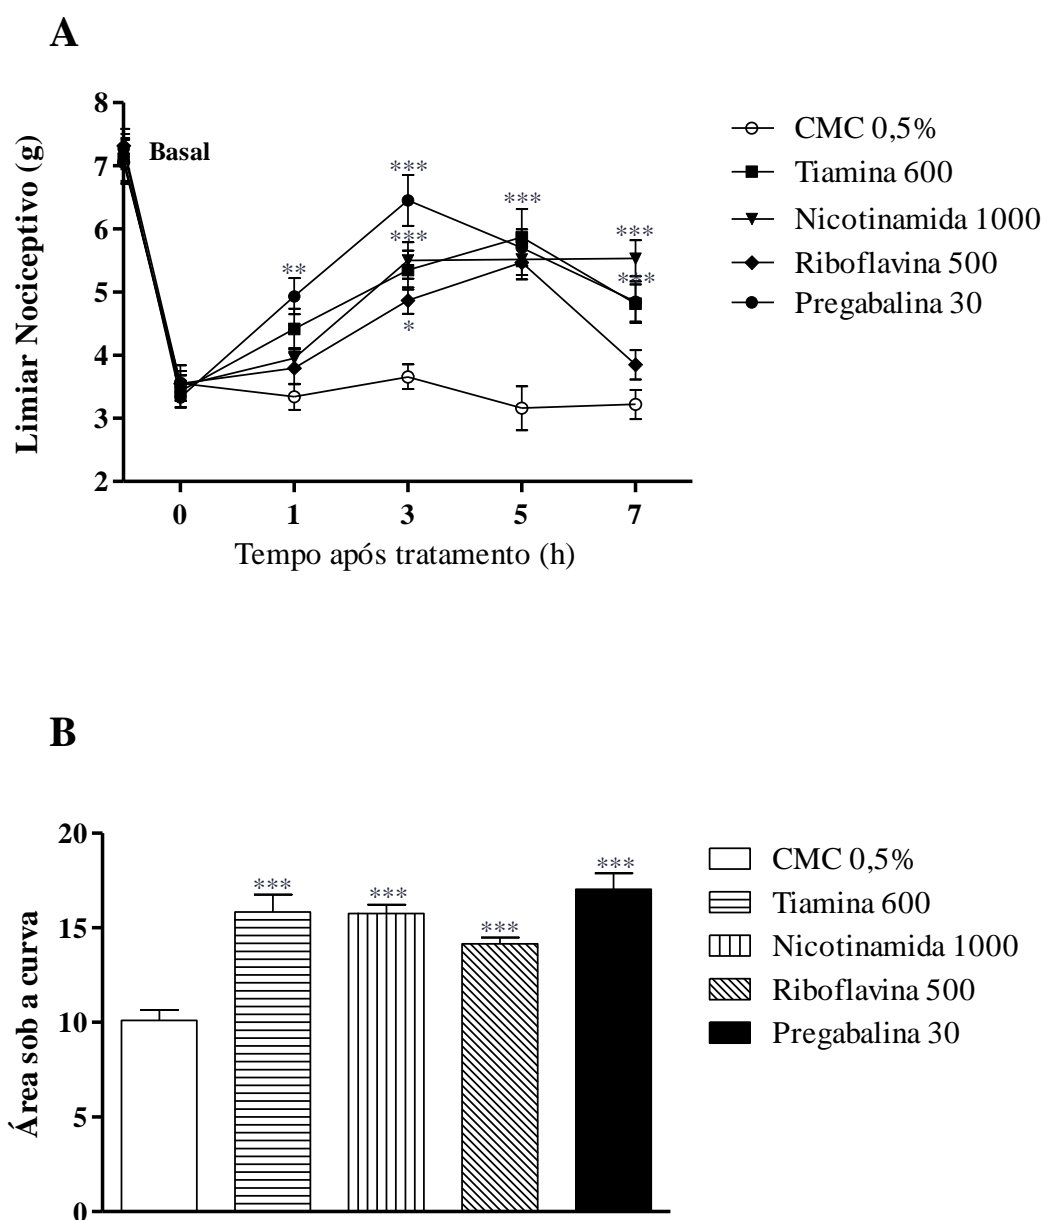 A
8
7
6
5
4
3
2
Limiar Nociceptivo (g)
Basal
**
***
***
*
***
***
***
0 1 3 5 7
Tempo após tratamento (h)
CMC 0,5%
Tiamina 600
Nicotinamida 1000
Riboflavina 500
Pregabalina 30
B
20
15
10
5
0
Área sob a curva
***
***
***
***
CMC 0,5%
Tiamina 600
Nicotinamida 1000
Riboflavina 500
Pregabalina 30